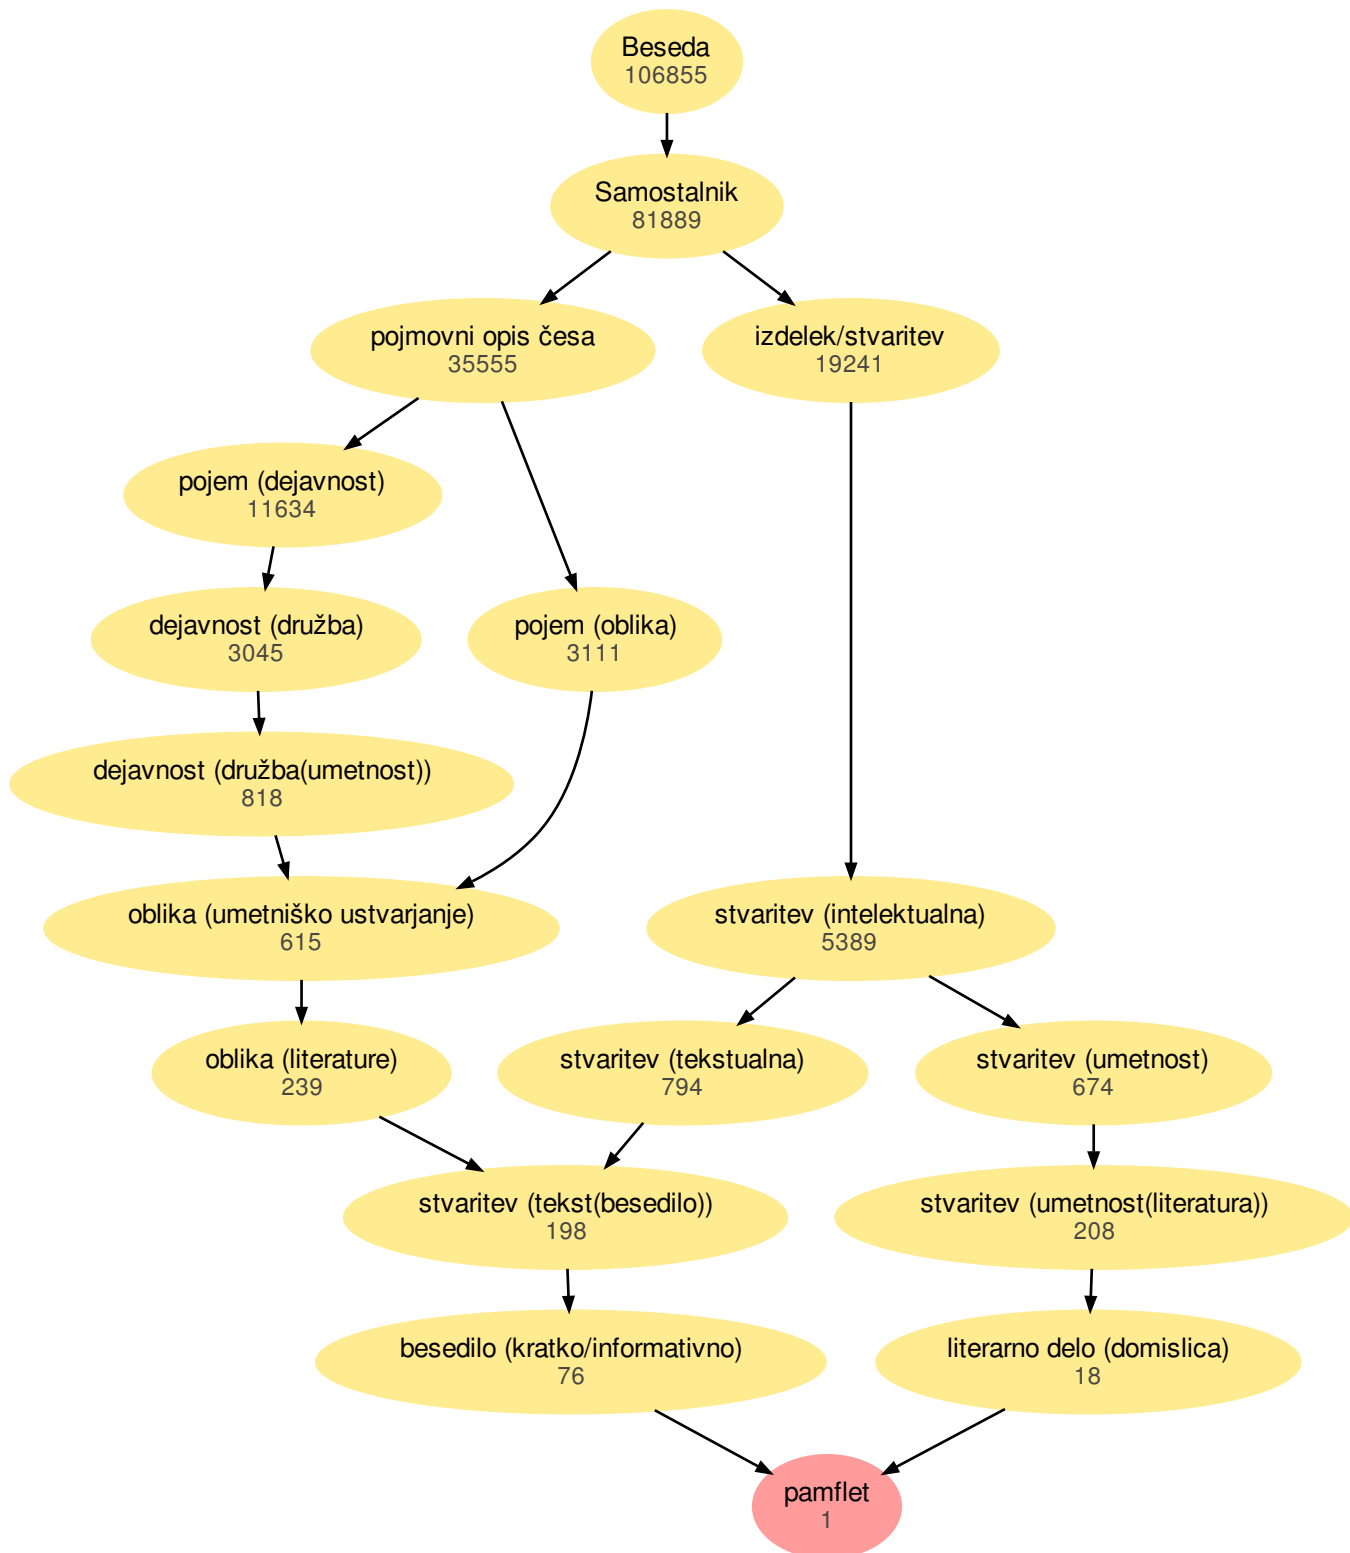 Beseda
106855
Samostalnik
81889
pojmovni opis česa
35555
izdelek/stvaritev
19241
pojem (dejavnost)
11634
dejavnost (družba)
3045
pojem (oblika)
3111
dejavnost (družba(umetnost))
818
oblika (umetniško ustvarjanje)
615
stvaritev (intelektualna)
5389
oblika (literature)
239
stvaritev (tekstualna)
794
stvaritev (umetnost)
674
stvaritev (tekst(besedilo))
198
stvaritev (umetnost(literatura))
208
besedilo (kratko/informativno)
76
literarno delo (domislica)
18
pamflet
1